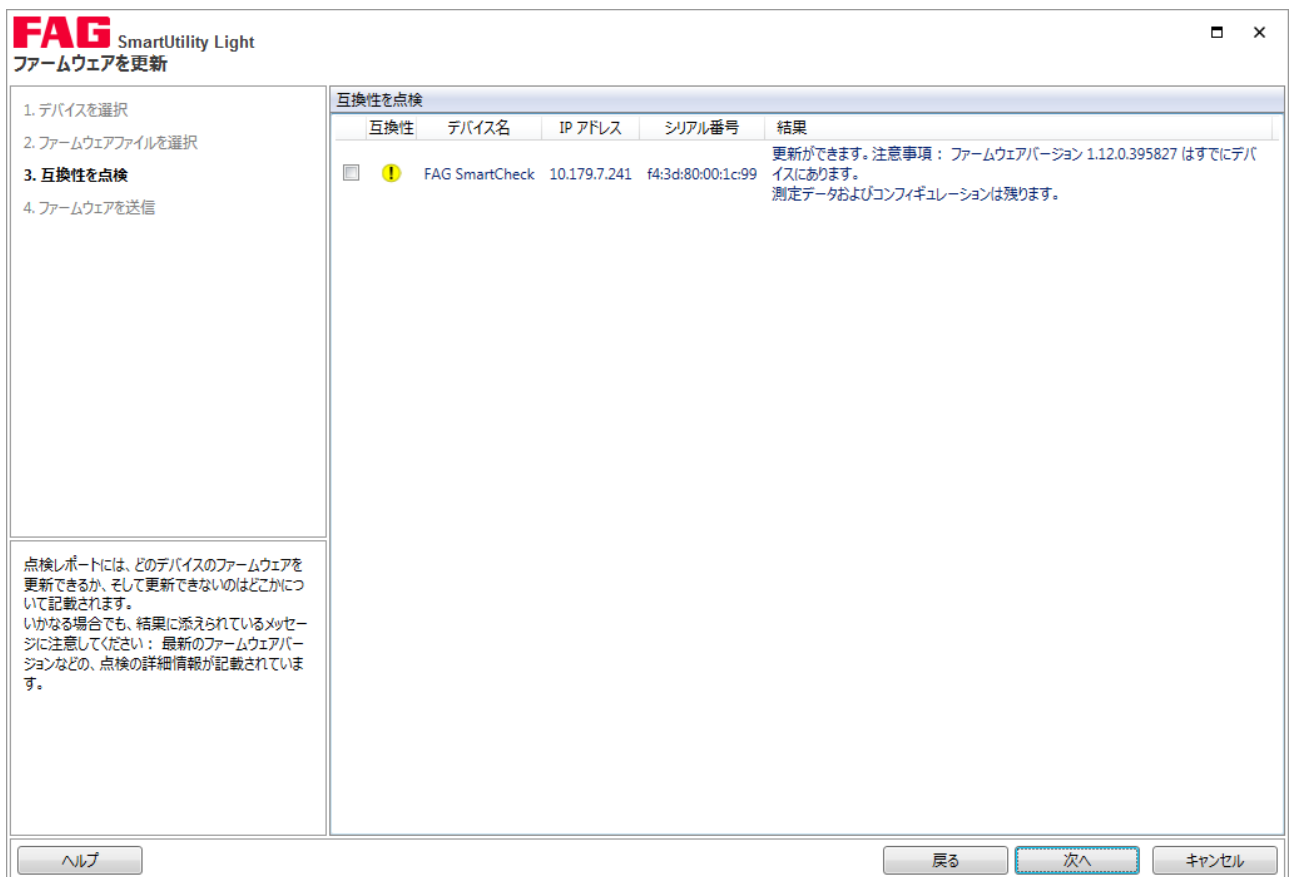 FAG SmartUtility Light
ファームウェアを更新
1. デバイスを選択
2. ファームウェアファイルを選択
3. 互換性を点検
4. ファームウェアを送信
点検レポートには、どのデバイスのファームウェアを
更新できるか、そして更新できないのはどこかにつ
いて記載されます。
いかなる場合でも、結果に添えられているメッセー
ジに注意してください： 最新のファームウェアバー
ジョンなどの、点検の詳細情報が記載されていま
す。
互換性を点検
互換性 デバイス名 IP アドレス シリアル番号 結果
FAG SmartCheck 10.179.7.241 f4:3d:80:00:1c:99 更新ができます。注意事項： ファームウェアバージョン 1.12.0.395827 はすでにデバ
イスにあります。
測定データおよびコンフィギュレーションは残ります。
ヘルプ 戻る 次へ キャンセル